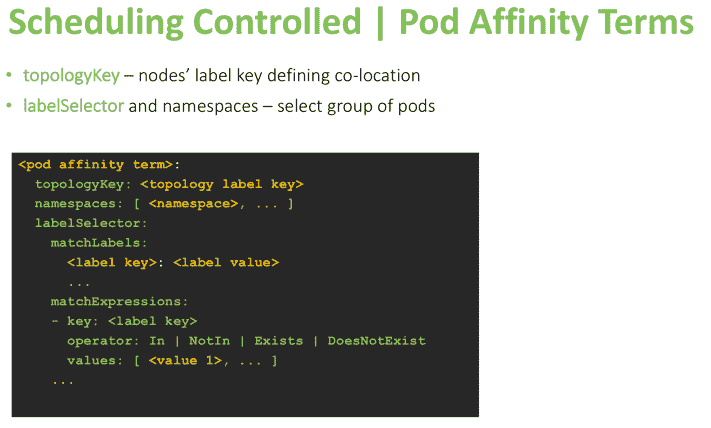 Scheduling Controlled | Pod Affinity Terms
• topologyKey – nodes’ label key defining co-location
• labelSelector and namespaces – select group of pods
<pod affinity term>:
  topologyKey: <topology label key>
  namespaces: [ <namespace>, ... ]
  labelSelector:
    matchLabels:
      <label key>: <label value>
      ...
    matchExpressions:
    - key: <label key>
      operator: In | NotIn | Exists | DoesNotExist
      values: [ <value 1>, ... ]
    ...